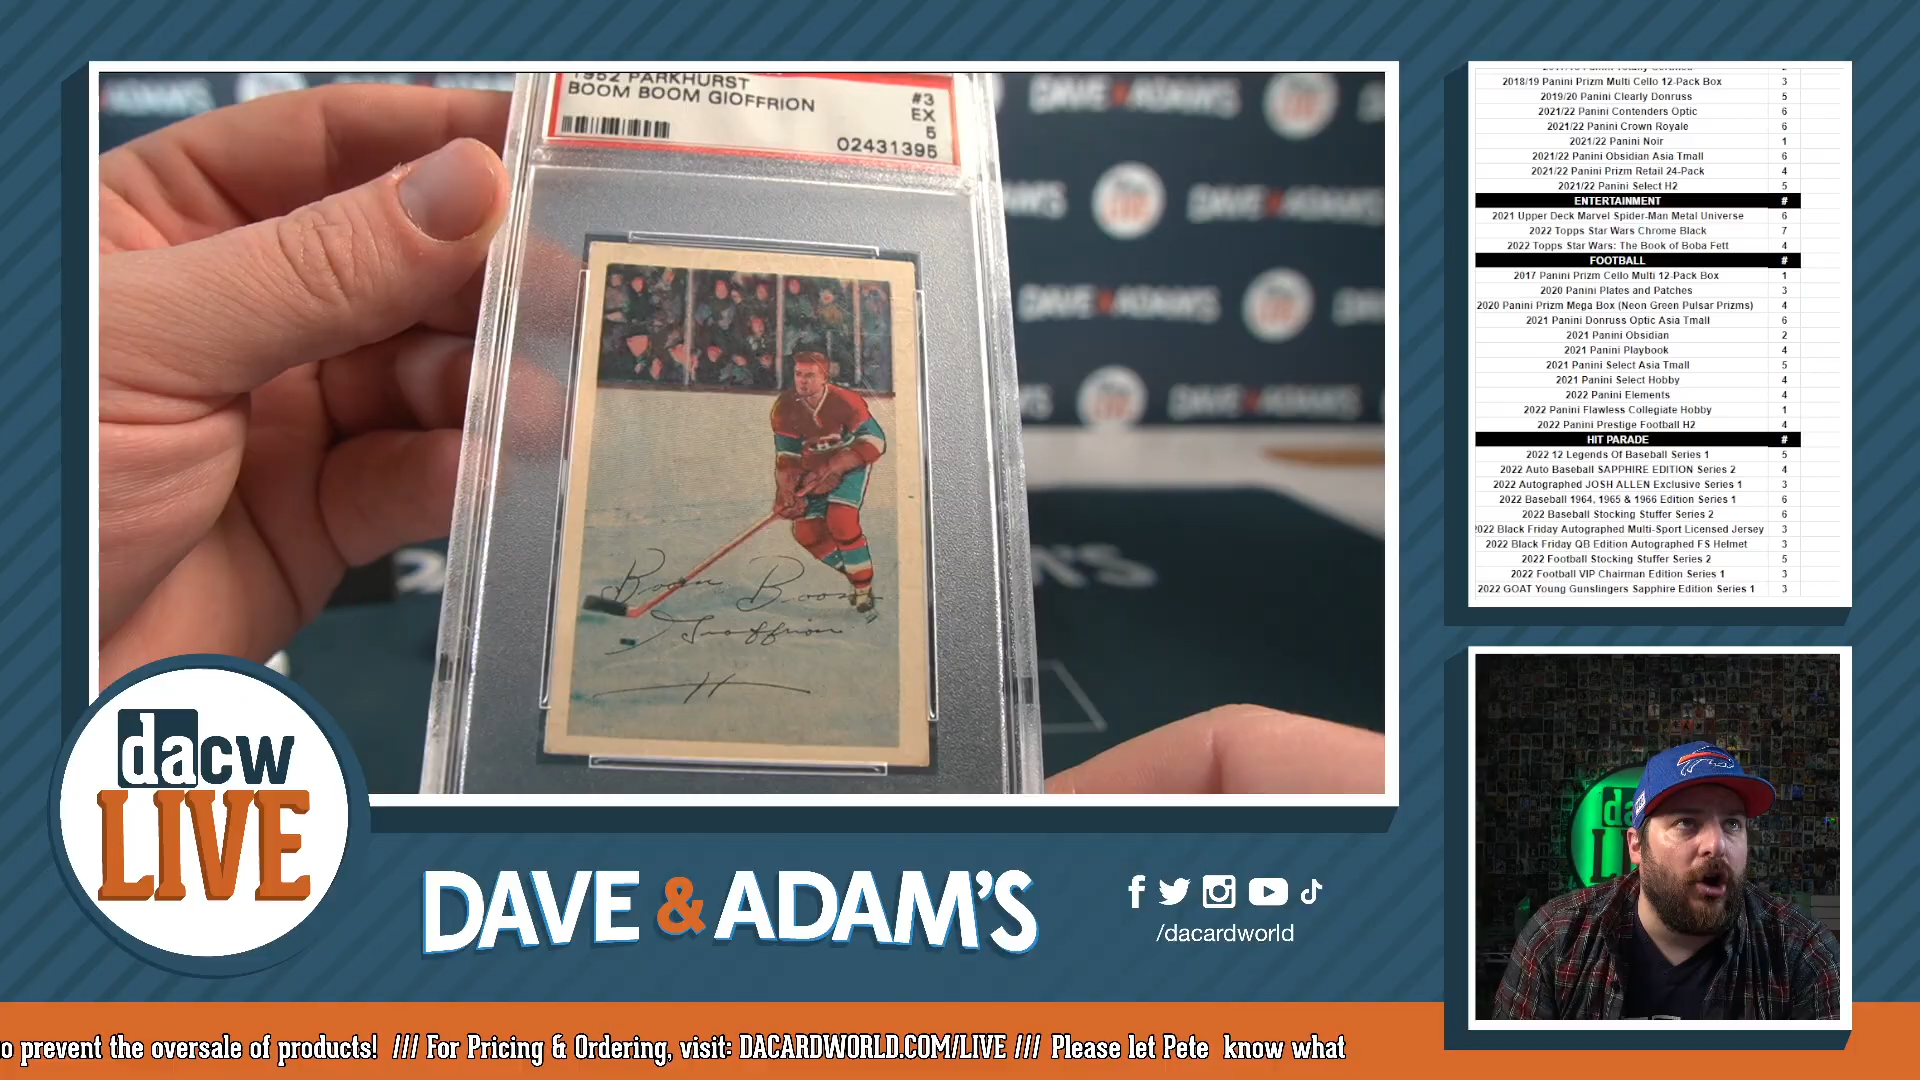 1952 PARKHURST
BOOM BOOM GIOFFRION
#3
EX
5
02431395
DAVE & ADAM'S
DAVE & ADAM'S
DAVE & ADAM'S
Boom Boom
Geoffrion
2018/19 Panini Prizm Multi Cello 12-Pack Box 3
2019/20 Panini Clearly Donruss 5
2021/22 Panini Contenders Optic 6
2021/22 Panini Crown Royale 6
2021/22 Panini Noir 1
2021/22 Panini Obsidian Asia Tmall 6
2021/22 Panini Prizm Retail 24-Pack 4
2021/22 Panini Select H2 5
ENTERTAINMENT #
2021 Upper Deck Marvel Spider-Man Metal Universe 6
2022 Topps Star Wars Chrome Black 7
2022 Topps Star Wars: The Book of Boba Fett 4
FOOTBALL #
2017 Panini Prizm Cello Multi 12-Pack Box 1
2020 Panini Plates and Patches 3
2020 Panini Prizm Mega Box (Neon Green Pulsar Prizms) 4
2021 Panini Donruss Optic Asia Tmall 6
2021 Panini Obsidian 2
2021 Panini Playbook 4
2021 Panini Select Asia Tmall 5
2021 Panini Select Hobby 4
2022 Panini Elements 4
2022 Panini Flawless Collegiate Hobby 1
2022 Panini Prestige Football H2 4
HIT PARADE #
2022 12 Legends Of Baseball Series 1 5
2022 Auto Baseball SAPPHIRE EDITION Series 2 4
2022 Autographed JOSH ALLEN Exclusive Series 1 3
2022 Baseball 1964, 1965 & 1966 Edition Series 1 6
2022 Baseball Stocking Stuffer Series 2 6
2022 Black Friday Autographed Multi-Sport Licensed Jersey 3
2022 Black Friday QB Edition Autographed FS Helmet 3
2022 Football Stocking Stuffer Series 2 5
2022 Football VIP Chairman Edition Series 1 3
2022 GOAT Young Gunslingers Sapphire Edition Series 1 3
dacw
LIVE
DAVE & ADAM'S
/dacardworld
o prevent the oversale of products! /// For Pricing & Ordering, visit: DACARDWORLD.COM/LIVE /// Please let Pete know what